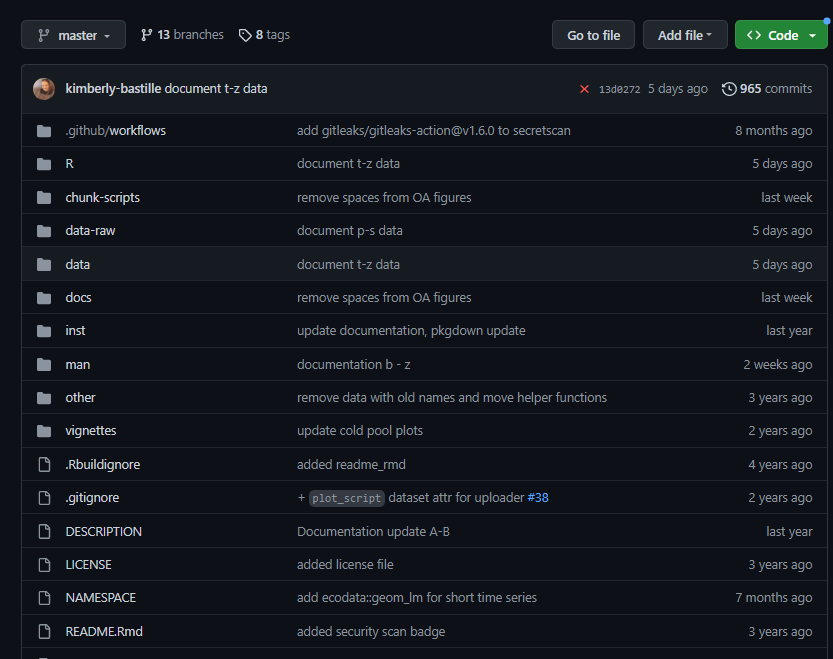 master 13 branches 8 tags Go to file Add file Code
kimberly-bastille document t-z data 13d0272 5 days ago 965 commits
.github/workflows add gitleaks/gitleaks-action@v1.6.0 to secretscan 8 months ago
R document t-z data 5 days ago
chunk-scripts remove spaces from OA figures last week
data-raw document p-s data 5 days ago
data document t-z data 5 days ago
docs remove spaces from OA figures last week
inst update documentation, pkgdown update last year
man documentation b - z 2 weeks ago
other remove data with old names and move helper functions 3 years ago
vignettes update cold pool plots 2 years ago
.Rbuildignore added readme_rmd 4 years ago
.gitignore + plot_script dataset attr for uploader #38 2 years ago
DESCRIPTION Documentation update A-B last year
LICENSE added license file 3 years ago
NAMESPACE add ecodata::geom_lm for short time series 7 months ago
README.Rmd added security scan badge 3 years ago